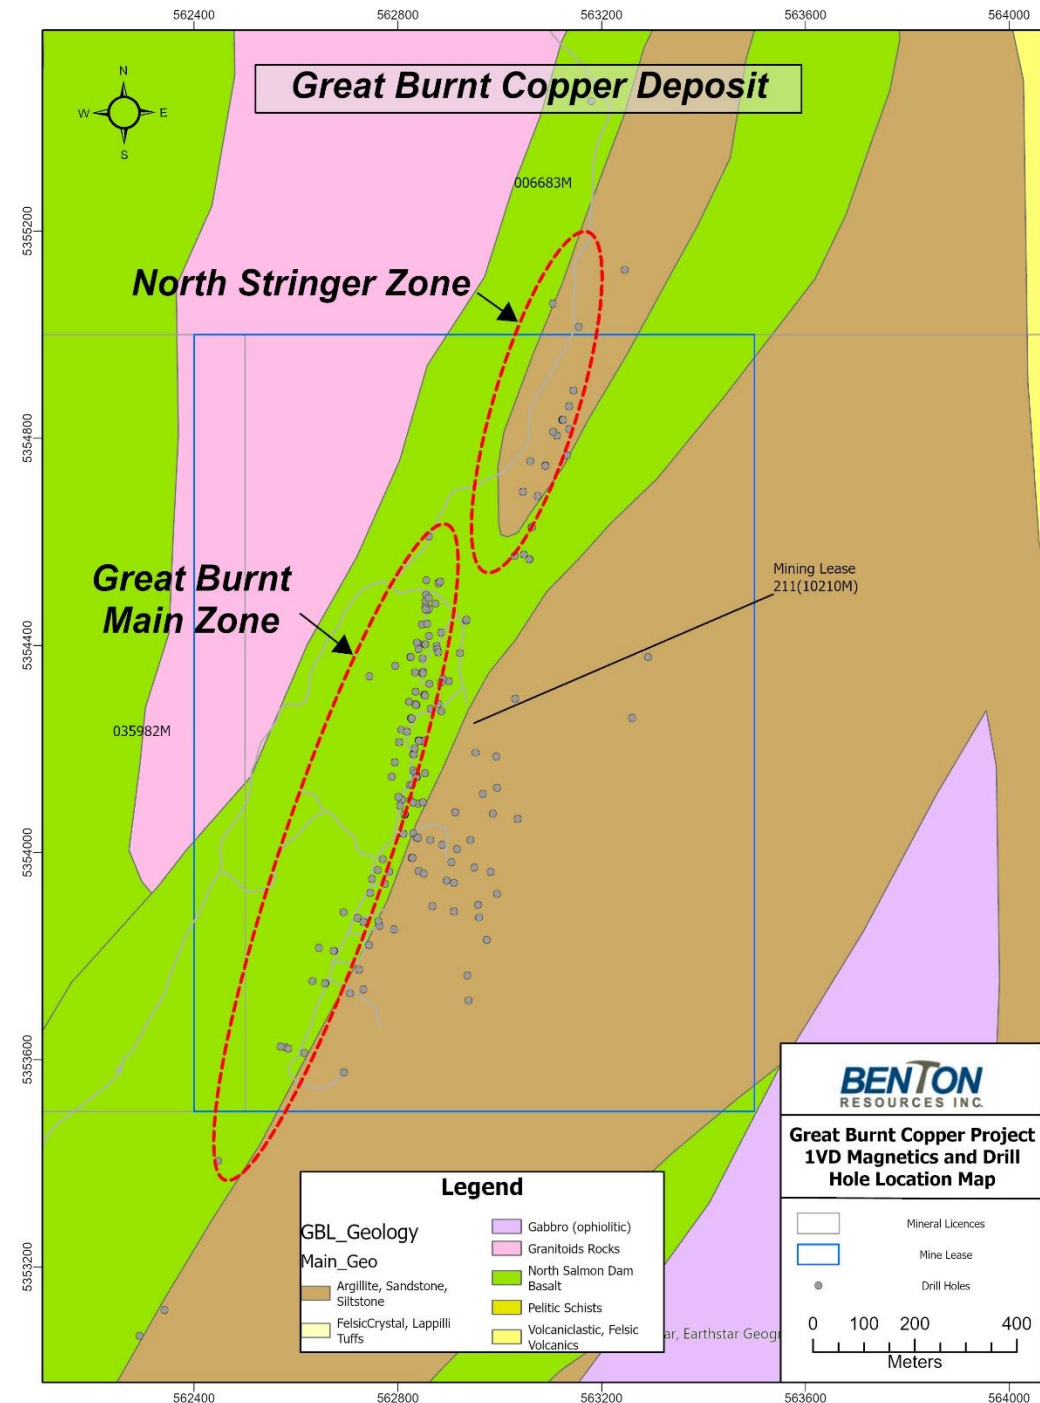 562400 562800 563200 563600 564000
Great Burnt Copper Deposit
N
W E
S
006683M
5355200
North Stringer Zone
5354800
Mining Lease
211(10210M)
Great Burnt
Main Zone
5354400
035982M
5354000
5353600
BENTON
RESOURCES INC.
Great Burnt Copper Project
1VD Magnetics and Drill
Hole Location Map
Mineral Licences
Mine Lease
Drill Holes
0 100 200 400
Meters
5353200
Legend
GBL_Geology
Main_Geo
Argillite, Sandstone,
Siltstone
FelsicCrystal, Lappilli
Tuffs
Gabbro (ophiolitic)
Granitoids Rocks
North Salmon Dam
Basalt
Pelitic Schists
Volcaniclastic, Felsic
Volcanics
ar, Earthstar Geogr
562400 562800 563200 563600 564000